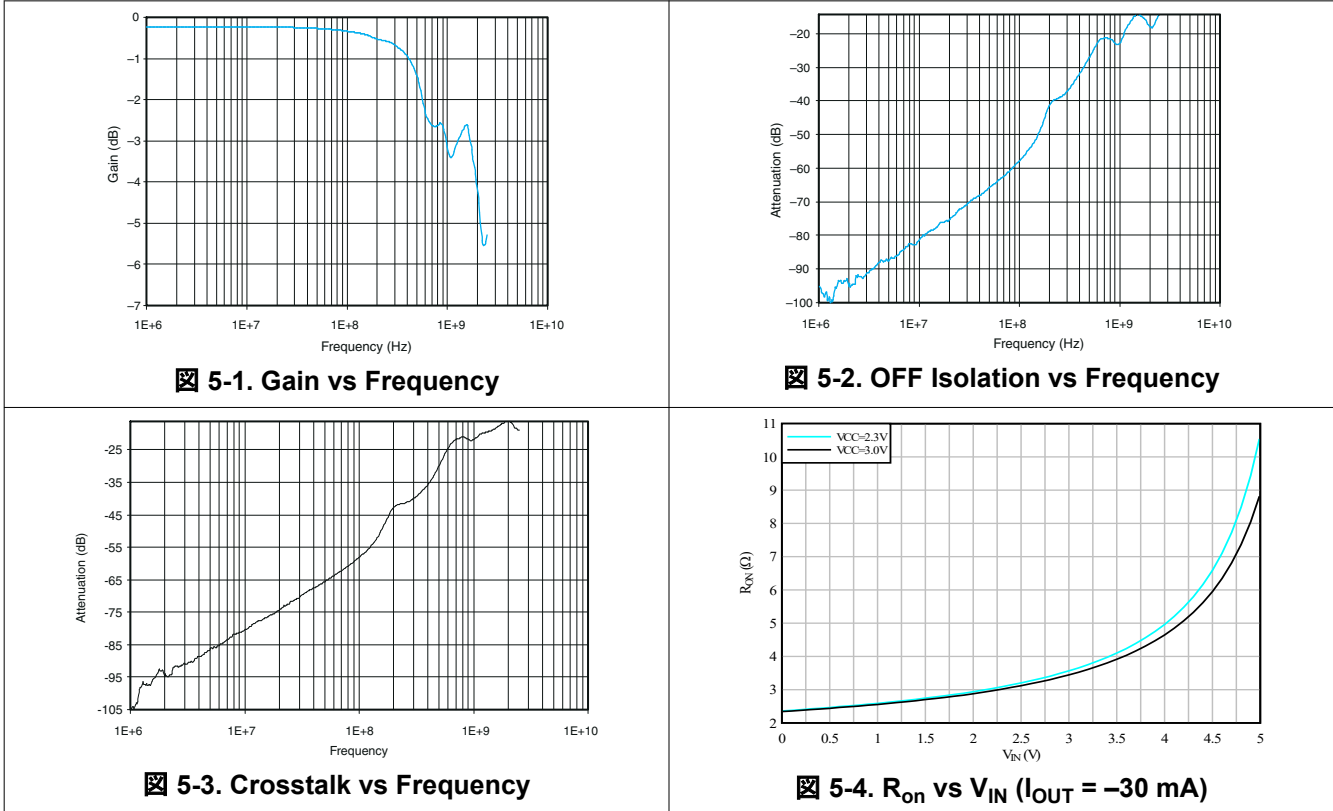 0
–1
–2
–3
–4
–5
–6
–7
Gain (dB)
1E+6 1E+7 1E+8 1E+9 1E+10
Frequency (Hz)
図 5-1. Gain vs Frequency
–20
–30
–40
–50
–60
–70
–80
–90
–100
Attenuation (dB)
1E+6 1E+7 1E+8 1E+9 1E+10
Frequency (Hz)
図 5-2. OFF Isolation vs Frequency
-25
-35
-45
-55
-65
-75
-85
-95
-105
Attenuation (dB)
1E+6 1E+7 1E+8 1E+9 1E+10
Frequency
図 5-3. Crosstalk vs Frequency
11
10
9
8
7
6
5
4
3
2
RON (Ω)
VCC=2.3V
VCC=3.0V
0 0.5 1 1.5 2 2.5 3 3.5 4 4.5 5
VIN (V)
図 5-4. Ron vs VIN (IOUT = –30 mA)